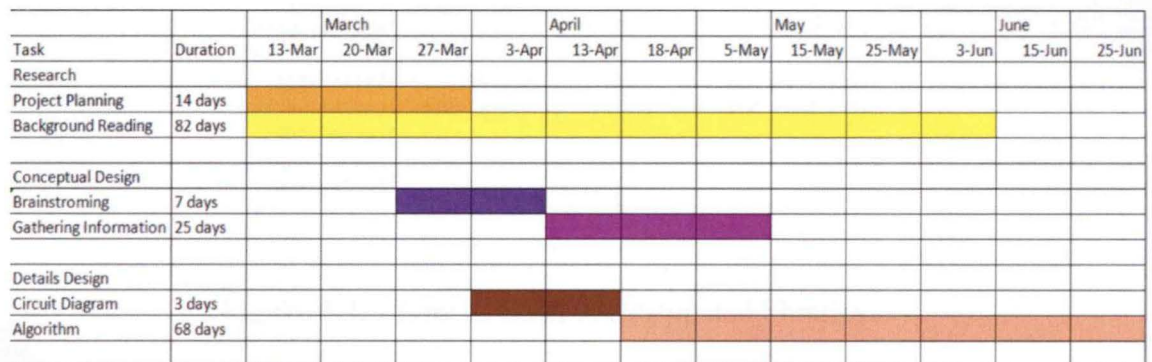 March April May June
Task Duration 13-Mar 20-Mar 27-Mar 3-Apr 13-Apr 18-Apr 5-May 15-May 25-May 3-Jun 15-Jun 25-Jun
Research
Project Planning 14 days
Background Reading 82 days
Conceptual Design
Brainstroming 7 days
Gathering Information 25 days
Details Design
Circuit Diagram 3 days
Algorithm 68 days